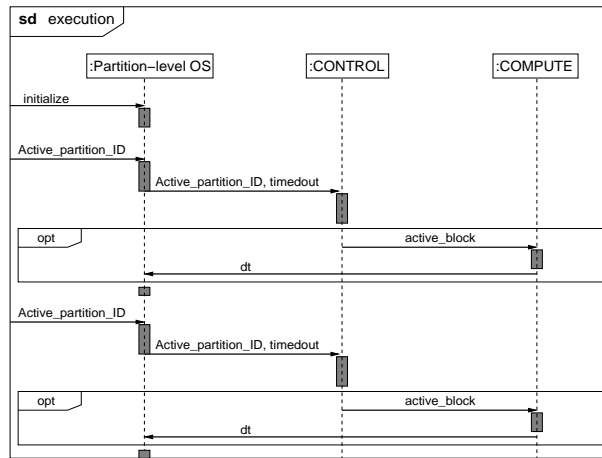 sd execution
:Partition−level OS :CONTROL :COMPUTE
initialize
Active_partition_ID
Active_partition_ID, timedout
opt active_block
dt
Active_partition_ID
Active_partition_ID, timedout
opt active_block
dt